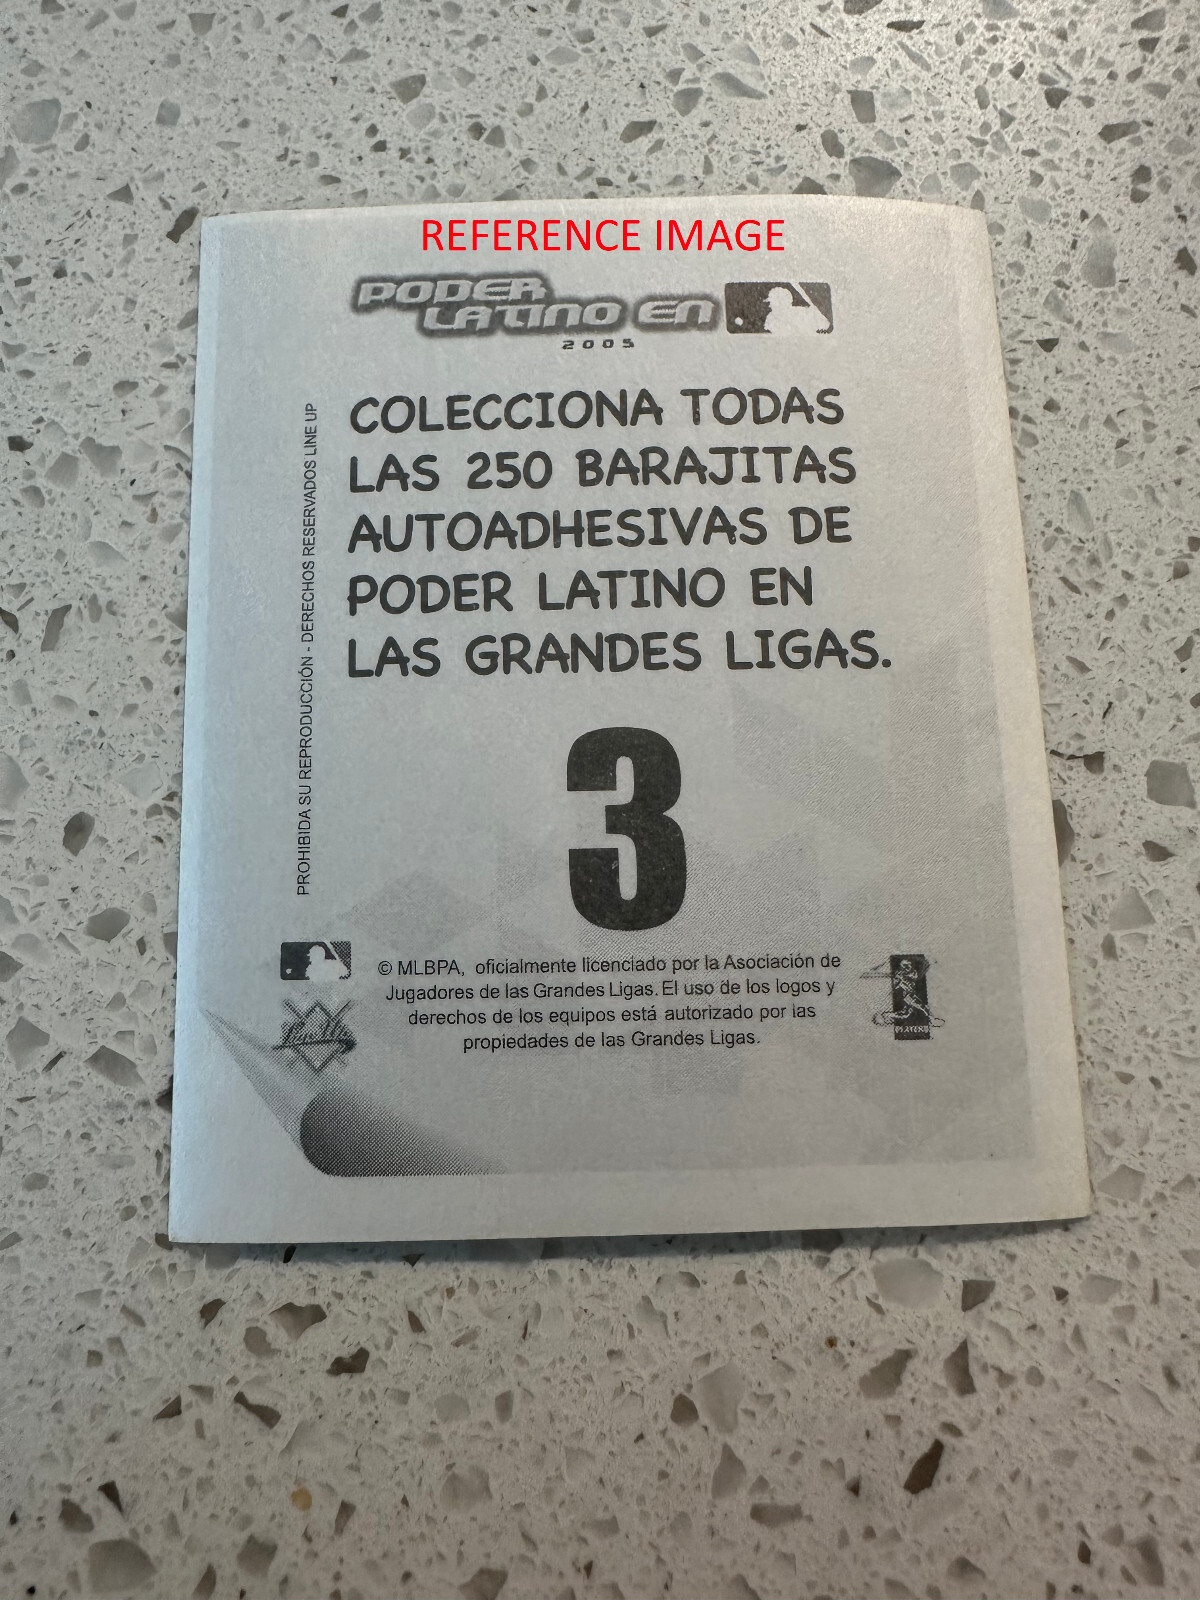 REFERENCE IMAGE
PODER
LATINO EN
2005
COLECCIONA TODAS
LAS 250 BARAJITAS
AUTOADHESIVAS DE
PODER LATINO EN
LAS GRANDES LIGAS.
PROHIBIDA SU REPRODUCCIÓN - DERECHOS RESERVADOS LINE UP
3
© MLBPA, oficialmente licenciado por la Asociación de
Jugadores de las Grandes Ligas. El uso de los logos y
derechos de los equipos está autorizado por las
propiedades de las Grandes Ligas.
PLAYERS